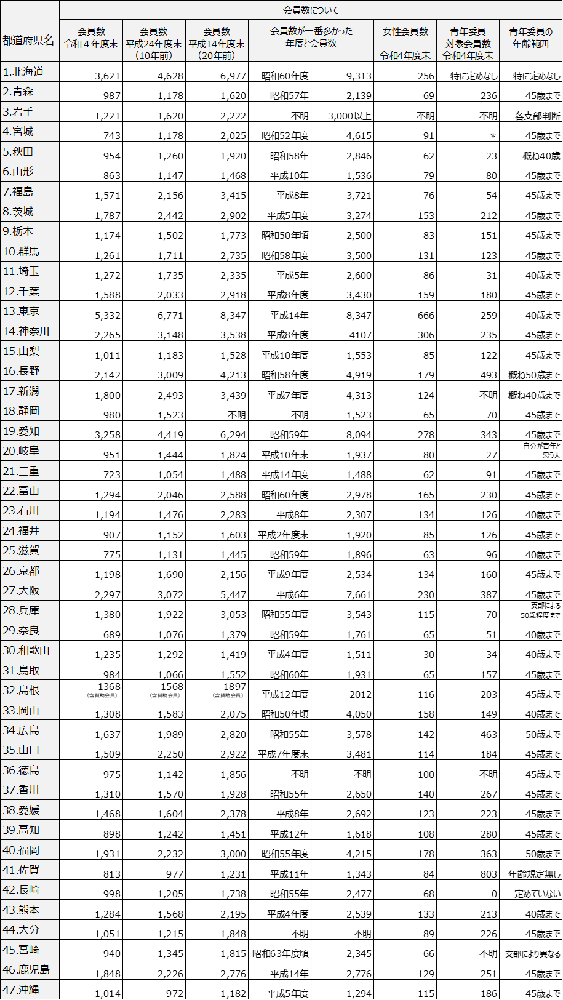 会員数について
都道府県名 会員数 令和４年度末 会員数 平成24年度末 （10年前） 会員数 平成14年度末 （20年前） 会員数が一番多かった 年度と会員数 女性会員数 令和4年度末 青年委員 対象会員数 令和4年度末 青年委員の 年齢範囲
1.北海道 3,621 4,628 6,977 昭和60年度 9,313 256 特に定めなし 特に定めなし
2.青森 987 1,178 1,620 昭和57年 2,139 69 236 45歳まで
3.岩手 1,221 1,620 2,222 不明 3,000以上 不明 不明 各支部判断
4.宮城 743 1,178 2,025 昭和52年度 4,615 91 ＊ 45歳まで
5.秋田 954 1,260 1,920 昭和58年 2,846 62 23 概ね40歳
6.山形 863 1,147 1,468 平成10年 1,536 79 80 45歳まで
7.福島 1,571 2,156 3,415 平成8年 3,721 76 54 45歳まで
8.茨城 1,787 2,442 2,902 平成5年度 3,274 153 212 45歳まで
9.栃木 1,174 1,502 1,773 昭和50年頃 2,500 83 151 45歳まで
10.群馬 1,261 1,711 2,735 昭和58年度 3,500 131 123 45歳まで
11.埼玉 1,272 1,735 2,335 平成5年 2,600 86 31 40歳まで
12.千葉 1,588 2,033 2,918 平成8年度 3,430 159 180 45歳まで
13.東京 5,332 6,771 8,347 平成14年 8,347 666 259 40歳まで
14.神奈川 2,265 3,148 3,538 平成8年度 4107 306 235 45歳まで
15.山梨 1,011 1,183 1,528 平成10年度 1,553 85 122 45歳まで
16.長野 2,142 3,009 4,213 昭和58年度 4,919 179 493 概ね50歳まで
17.新潟 1,800 2,493 3,439 平成7年度 4,313 124 不明 概ね40歳まで
18.静岡 980 1,523 不明 不明 1,523 65 70 45歳まで
19.愛知 3,258 4,419 6,294 昭和59年 8,094 278 343 45歳まで
20.岐阜 951 1,444 1,824 平成10年末 1,937 80 27 自分が青年と 思う人
21.三重 723 1,054 1,488 平成14年度 1,488 62 91 45歳まで
22.富山 1,294 2,046 2,588 昭和60年度 2,978 165 230 45歳まで
23.石川 1,194 1,476 2,283 平成8年 2,307 134 126 40歳まで
24.福井 907 1,152 1,603 平成2年度末 1,920 85 126 45歳まで
25.滋賀 775 1,131 1,445 昭和59年 1,896 63 96 40歳まで
26.京都 1,198 1,690 2,156 平成9年度 2,534 134 160 45歳まで
27.大阪 2,297 3,072 5,447 平成6年 7,661 230 387 45歳まで
28.兵庫 1,380 1,922 3,053 昭和55年度 3,543 115 70 支部による 50歳程度まで
29.奈良 689 1,076 1,379 昭和59年 1,761 65 51 40歳まで
30.和歌山 1,235 1,292 1,419 平成4年度 1,511 30 34 40歳まで
31.鳥取 984 1,066 1,552 昭和60年 1,931 65 157 45歳まで
32.島根 1368 （含賛助会員） 1568 （含賛助会員） 1897 （含賛助会員） 平成12年度 2012 116 203 45歳まで
33.岡山 1,308 1,583 2,075 昭和50年頃 4,050 158 149 40歳まで
34.広島 1,637 1,989 2,820 昭和55年 3,578 142 463 50歳まで
35.山口 1,509 2,250 2,922 平成7年度末 3,481 114 184 45歳まで
36.徳島 975 1,142 1,856 不明 不明 100 不明 45歳まで
37.香川 1,310 1,570 1,928 昭和55年 2,650 140 267 45歳まで
38.愛媛 1,468 1,604 2,378 平成8年 2,692 123 223 45歳まで
39.高知 898 1,242 1,451 平成12年 1,618 108 280 45歳まで
40.福岡 1,931 2,232 3,000 昭和55年度 4,215 178 363 50歳まで
41.佐賀 813 977 1,231 平成11年 1,343 84 803 年齢規定無し
42.長崎 998 1,205 1,738 昭和55年 2,477 68 0 定めていない
43.熊本 1,284 1,568 2,195 平成4年度 2,539 133 213 40歳まで
44.大分 1,051 1,215 1,848 不明 不明 89 226 45歳まで
45.宮崎 940 1,345 1,815 昭和63年度頃 2,345 66 不明 支部により異なる
46.鹿児島 1,848 2,226 2,776 平成14年 2,776 129 251 45歳まで
47.沖縄 1,014 972 1,182 平成5年度 1,294 115 186 45歳まで